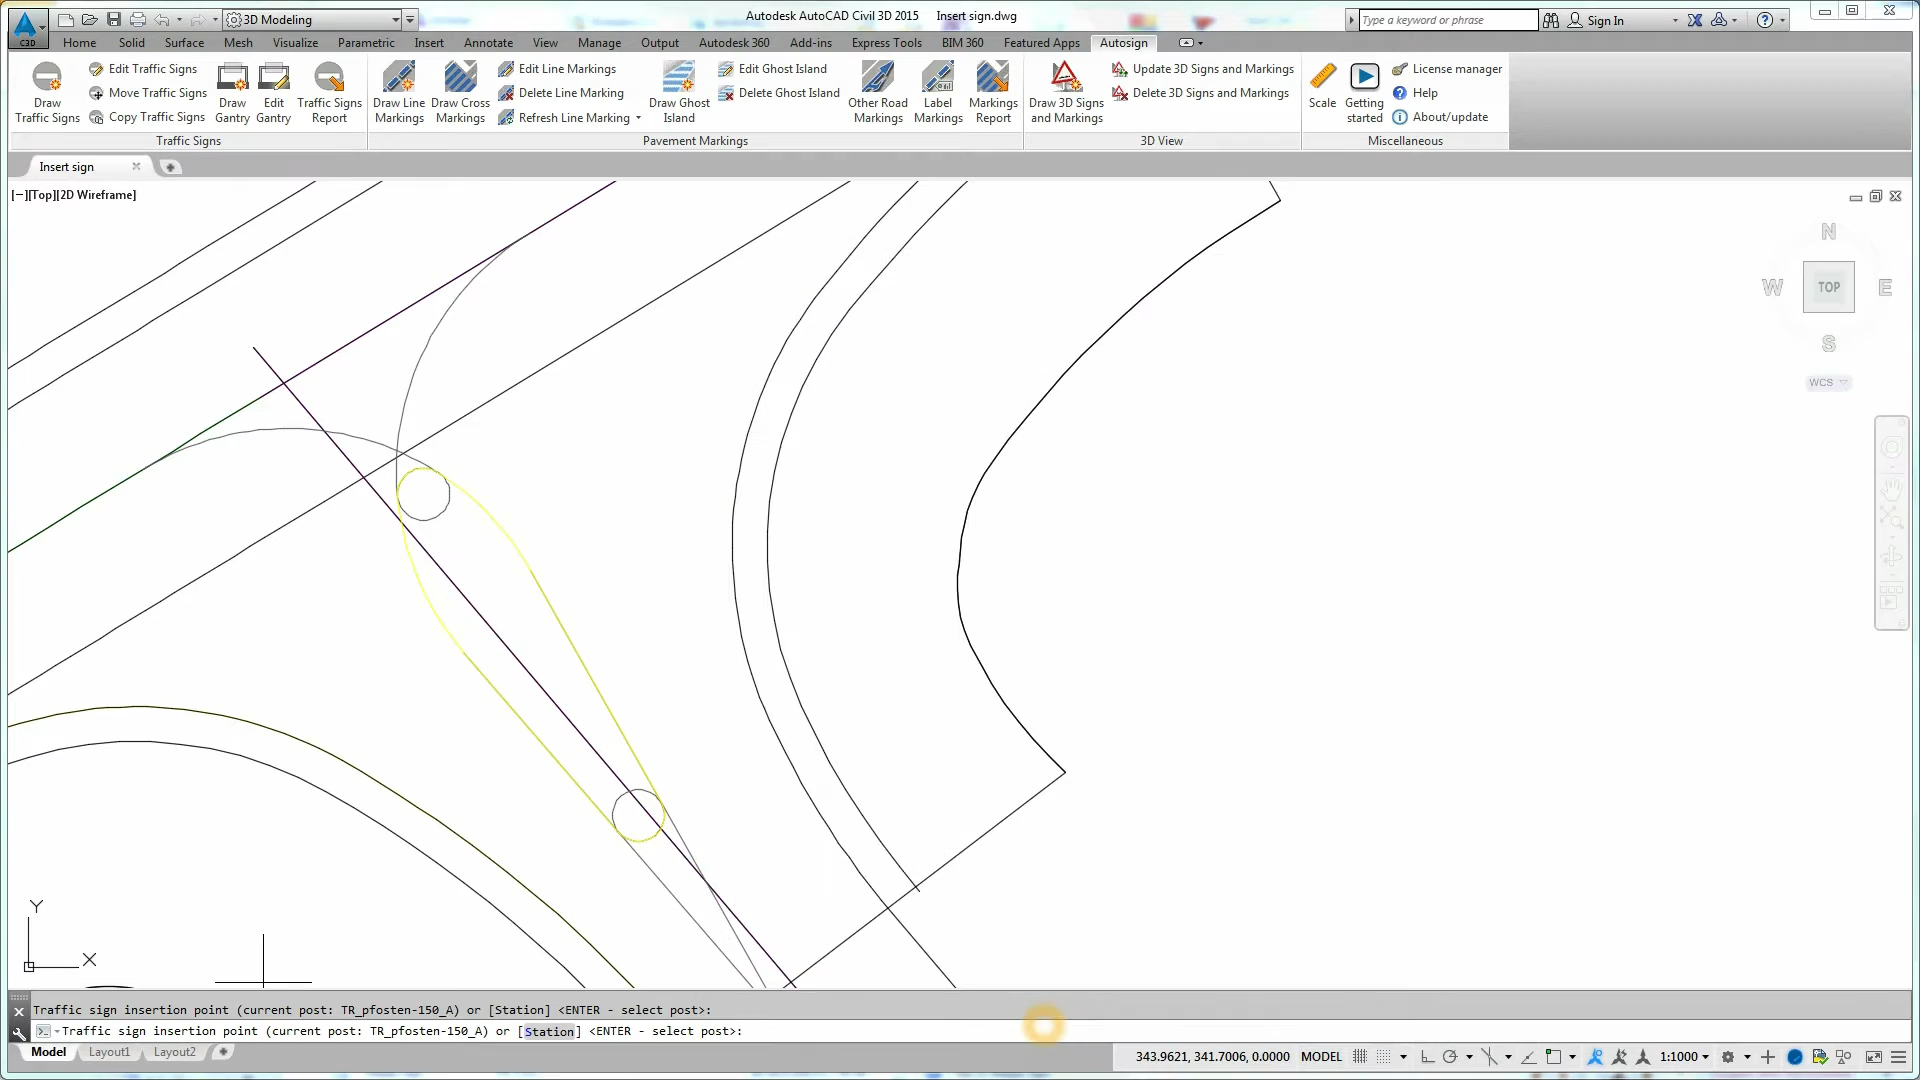 3D Modeling
Autodesk AutoCAD Civil 3D 2015 Insert sign.dwg
Type a keyword or phrase
Sign In
C3D
Home Solid Surface Mesh Visualize Parametric Insert Annotate View Manage Output Autodesk 360 Add-ins Express Tools BIM 360 Featured Apps Autosign
Draw Traffic Signs
Edit Traffic Signs
Move Traffic Signs
Copy Traffic Signs
Draw Gantry
Edit Gantry
Traffic Signs Report
Draw Line Markings
Draw Cross Markings
Edit Line Markings
Delete Line Marking
Refresh Line Marking
Draw Ghost Island
Edit Ghost Island
Delete Ghost Island
Other Road Markings
Label Markings
Markings Report
Draw 3D Signs and Markings
Update 3D Signs and Markings
Delete 3D Signs and Markings
Scale
Getting started
License manager
Help
About/update
Traffic Signs
Pavement Markings
3D View
Miscellaneous
Insert sign
[−][Top][2D Wireframe]
N
W TOP E
S
WCS
Y
X
Traffic sign insertion point (current post: TR_pfosten-150_A) or [Station] <ENTER - select post>:
Traffic sign insertion point (current post: TR_pfosten-150_A) or [Station] <ENTER - select post>:
Model Layout1 Layout2
343.9621, 341.7006, 0.0000 MODEL 1:1000